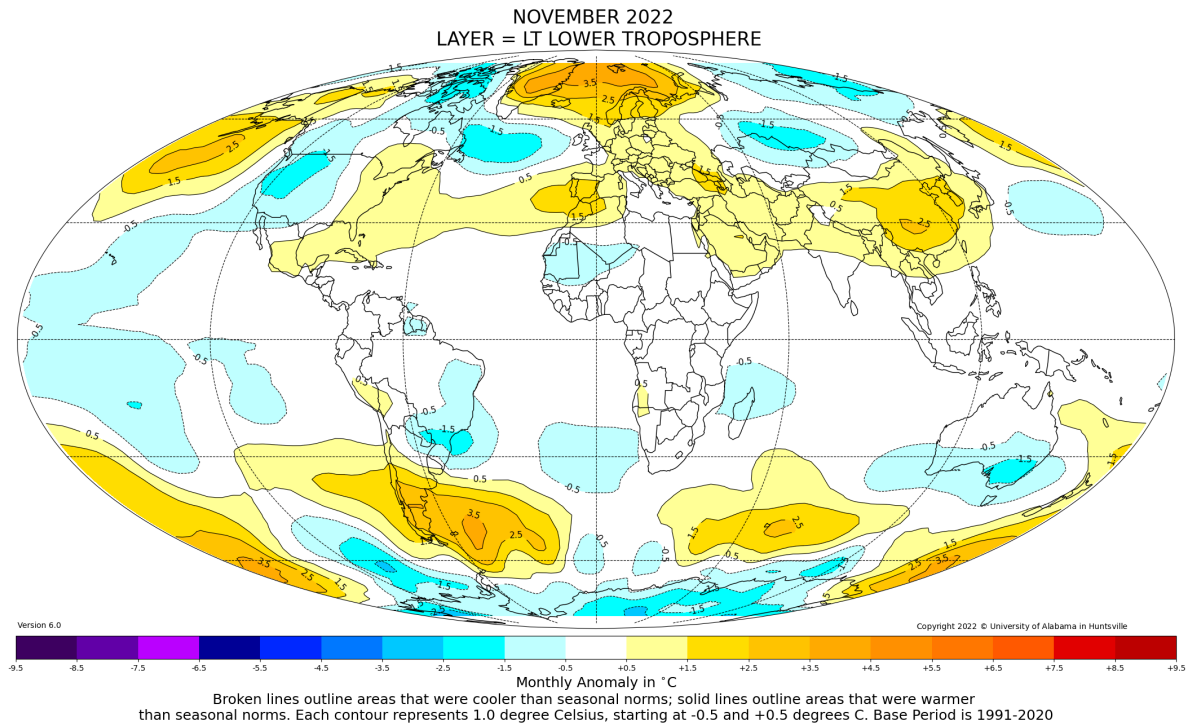 NOVEMBER 2022
LAYER = LT LOWER TROPOSPHERE
Version 6.0
Copyright 2022 © University of Alabama in Huntsville
-9.5 -8.5 -7.5 -6.5 -5.5 -4.5 -3.5 -2.5 -1.5 -0.5 +0.5 +1.5 +2.5 +3.5 +4.5 +5.5 +6.5 +7.5 +8.5 +9.5
Monthly Anomaly in °C
Broken lines outline areas that were cooler than seasonal norms; solid lines outline areas that were warmer
than seasonal norms. Each contour represents 1.0 degree Celsius, starting at -0.5 and +0.5 degrees C. Base Period is 1991-2020